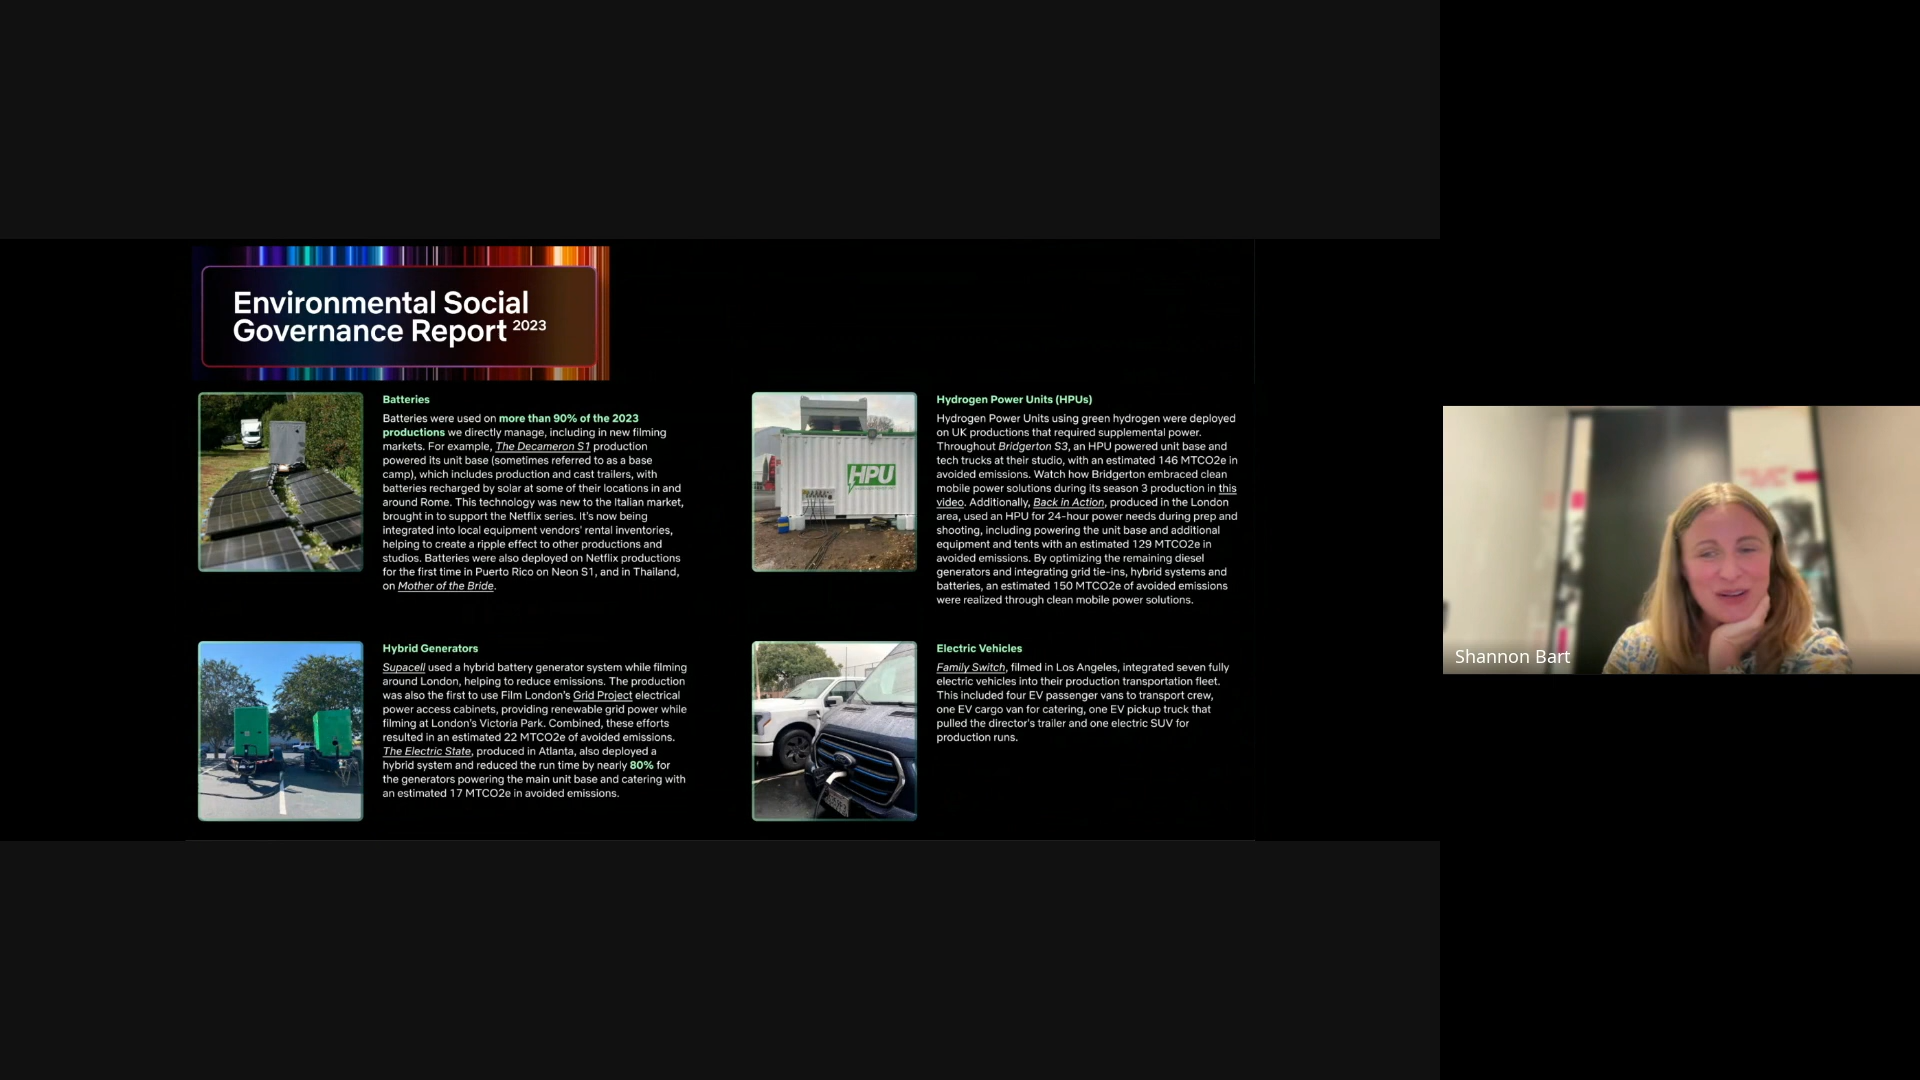 Environmental Social
Governance Report 2023
Batteries
Batteries were used on more than 90% of the 2023
productions we directly manage, including in new filming
markets. For example, The Decameron S1 production
powered its unit base (sometimes referred to as a base
camp), which includes production and cast trailers, with
batteries recharged by solar at some of their locations in and
around Rome. This technology was new to the Italian market,
brought in to support the Netflix series. It's now being
integrated into local equipment vendors' rental inventories,
helping to create a ripple effect to other productions and
studios. Batteries were also deployed on Netflix productions
for the first time in Puerto Rico on Neon S1, and in Thailand,
on Mother of the Bride.
HPU
Hydrogen Power Units (HPUs)
Hydrogen Power Units using green hydrogen were deployed
on UK productions that required supplemental power.
Throughout Bridgerton S3, an HPU powered unit base and
tech trucks at their studio, with an estimated 146 MTCO2e in
avoided emissions. Watch how Bridgerton embraced clean
mobile power solutions during its season 3 production in this
video. Additionally, Back in Action, produced in the London
area, used an HPU for 24-hour power needs during prep and
shooting, including powering the unit base and additional
equipment and tents with an estimated 129 MTCO2e in
avoided emissions. By optimizing the remaining diesel
generators and integrating grid tie-ins, hybrid systems and
batteries, an estimated 150 MTCO2e of avoided emissions
were realized through clean mobile power solutions.
Hybrid Generators
Supacell used a hybrid battery generator system while filming
around London, helping to reduce emissions. The production
was also the first to use Film London's Grid Project electrical
power access cabinets, providing renewable grid power while
filming at London's Victoria Park. Combined, these efforts
resulted in an estimated 22 MTCO2e of avoided emissions.
The Electric State, produced in Atlanta, also deployed a
hybrid system and reduced the run time by nearly 80% for
the generators powering the main unit base and catering with
an estimated 17 MTCO2e in avoided emissions.
Electric Vehicles
Family Switch, filmed in Los Angeles, integrated seven fully
electric vehicles into their production transportation fleet.
This included four EV passenger vans to transport crew,
one EV cargo van for catering, one EV pickup truck that
pulled the director's trailer and one electric SUV for
production runs.
Shannon Bart